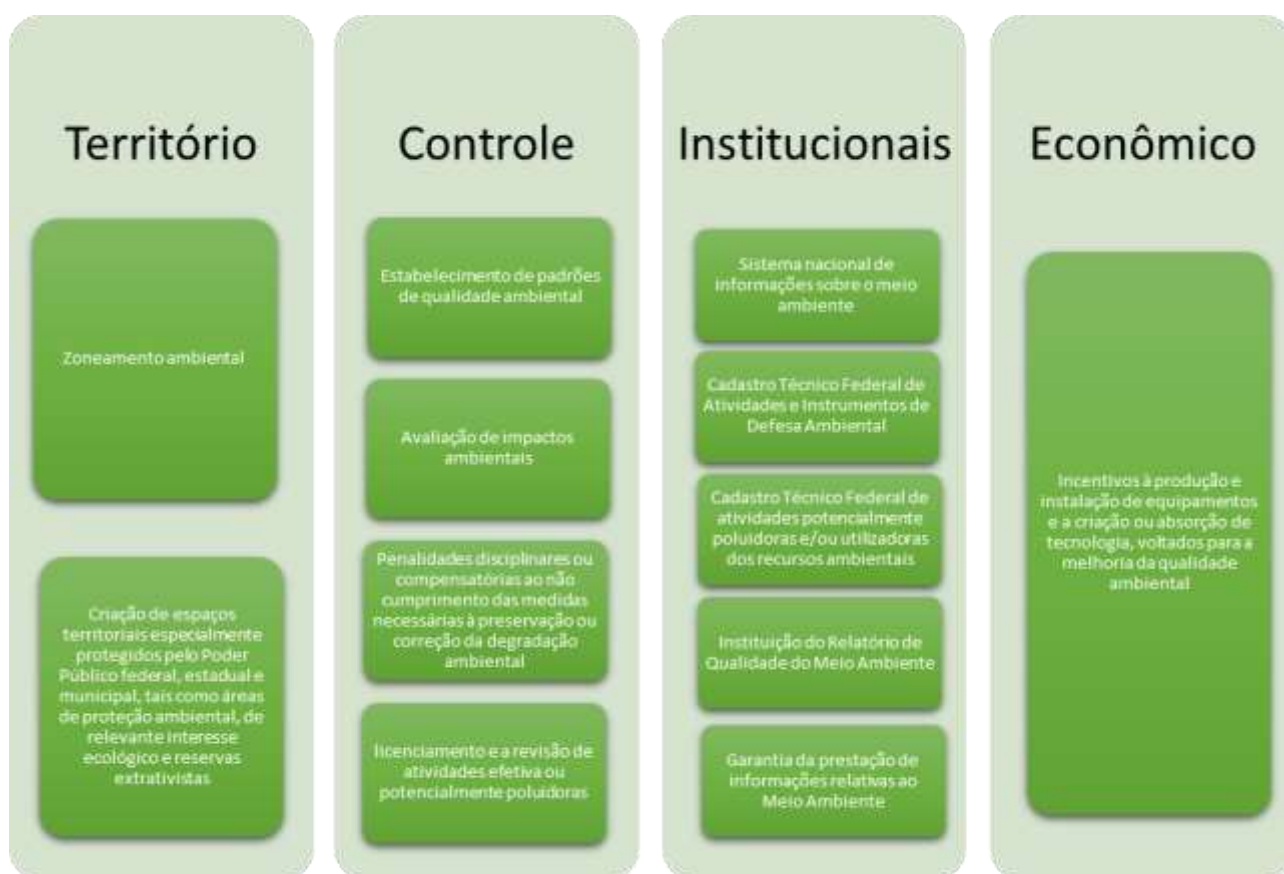 Território
Zoneamento ambiental
Criação de espaços
territoriais especialmente
protegidos pelo Poder
Público federal, estadual e
municipal, tais como áreas
de proteção ambiental, de
relevante interesse
ecológico e reservas
extrativistas
Controle
Estabelecimento de padrões
de qualidade ambiental
Avaliação de impactos
ambientais
Penalidades disciplinares ou
compensatórias ao não
cumprimento das medidas
necessárias à preservação ou
correção da degradação
ambiental
licenciamento e a revisão de
atividades efetiva ou
potencialmente poluidoras
Institucionais
Sistema nacional de
informações sobre o meio
ambiente
Cadastro Técnico Federal de
Atividades e Instrumentos de
Defesa Ambiental
Cadastro Técnico Federal de
atividades potencialmente
poluidoras e/ou utilizadoras
dos recursos ambientais
Instituição do Relatório de
Qualidade do Meio Ambiente
Garantia da prestação de
informações relativas ao
Meio Ambiente
Econômico
Incentivos à produção e
instalação de equipamentos
e a criação ou absorção de
tecnologia, voltados para a
melhoria da qualidade
ambiental